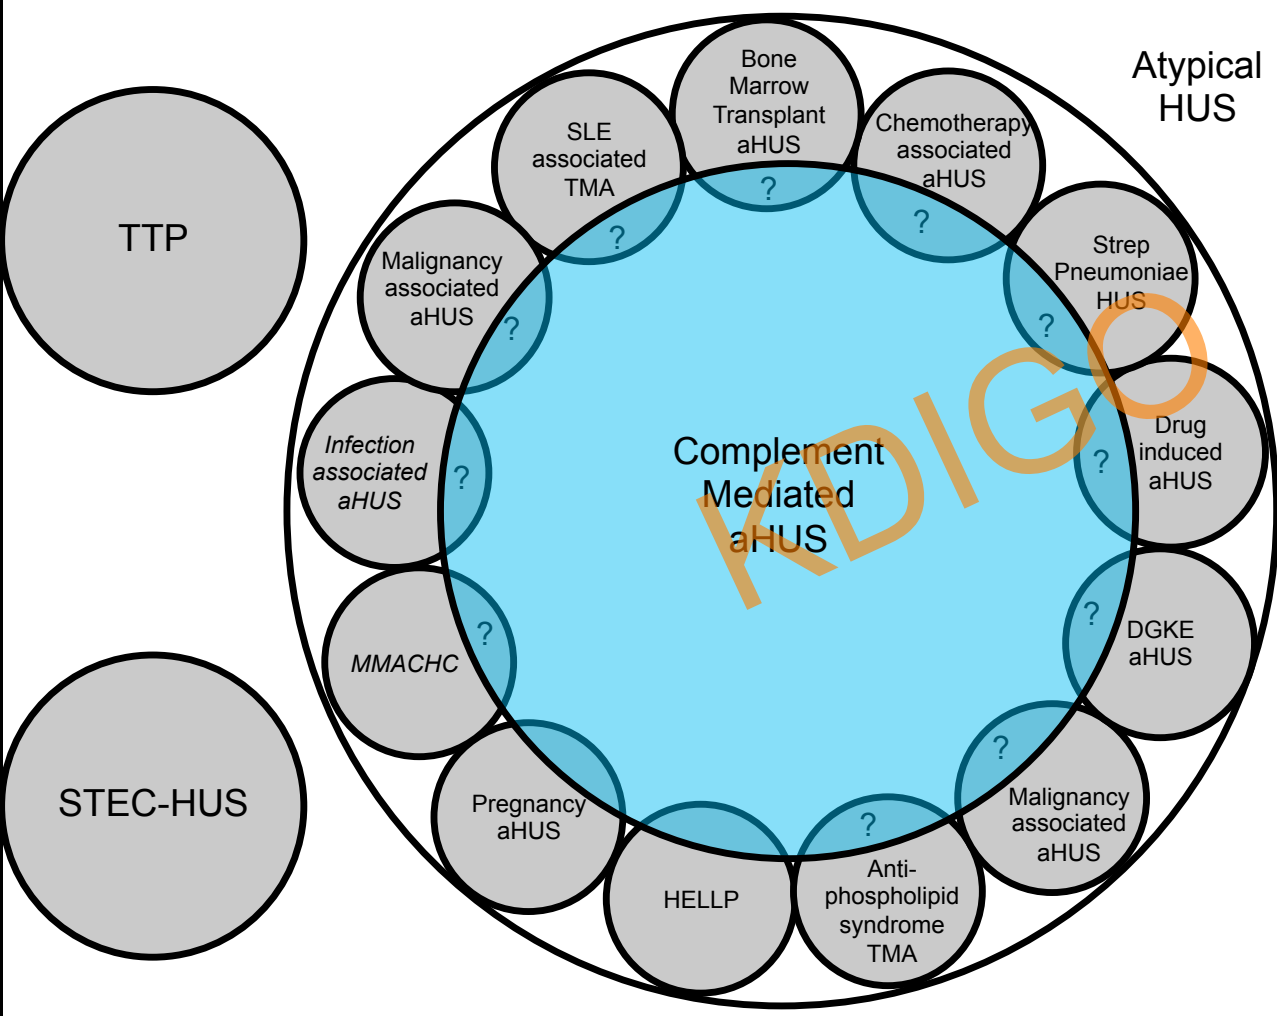 Atypical
HUS
TTP
STEC-HUS
Bone
Marrow
Transplant
aHUS
?
Chemotherapy
associated
aHUS
?
Strep
Pneumoniae
HUS
?
Drug
induced
aHUS
?
DGKE
aHUS
?
Malignancy
associated
aHUS
?
Anti-
phospholipid
syndrome
TMA
?
HELLP
Pregnancy
aHUS
MMACHC
?
Infection
associated
aHUS
?
Malignancy
associated
aHUS
?
SLE
associated
TMA
?
Complement
Mediated
aHUS
KDIGO